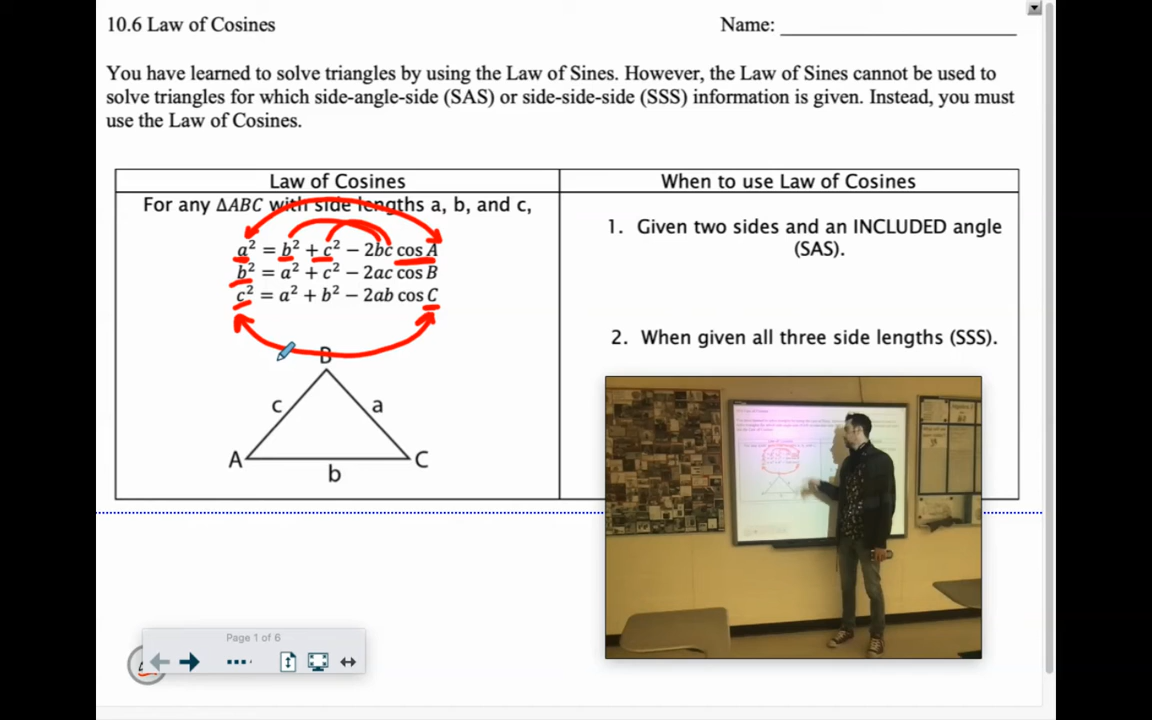 10.6 Law of Cosines
Name:
You have learned to solve triangles by using the Law of Sines. However, the Law of Sines cannot be used to
solve triangles for which side-angle-side (SAS) or side-side-side (SSS) information is given. Instead, you must
use the Law of Cosines.
Law of Cosines
For any ΔABC with side lengths a, b, and c,
a² = b² + c² − 2bc cos A
b² = a² + c² − 2ac cos B
c² = a² + b² − 2ab cos C
B
c a
A C
b
When to use Law of Cosines
1. Given two sides and an INCLUDED angle
(SAS).
2. When given all three side lengths (SSS).
Page 1 of 6